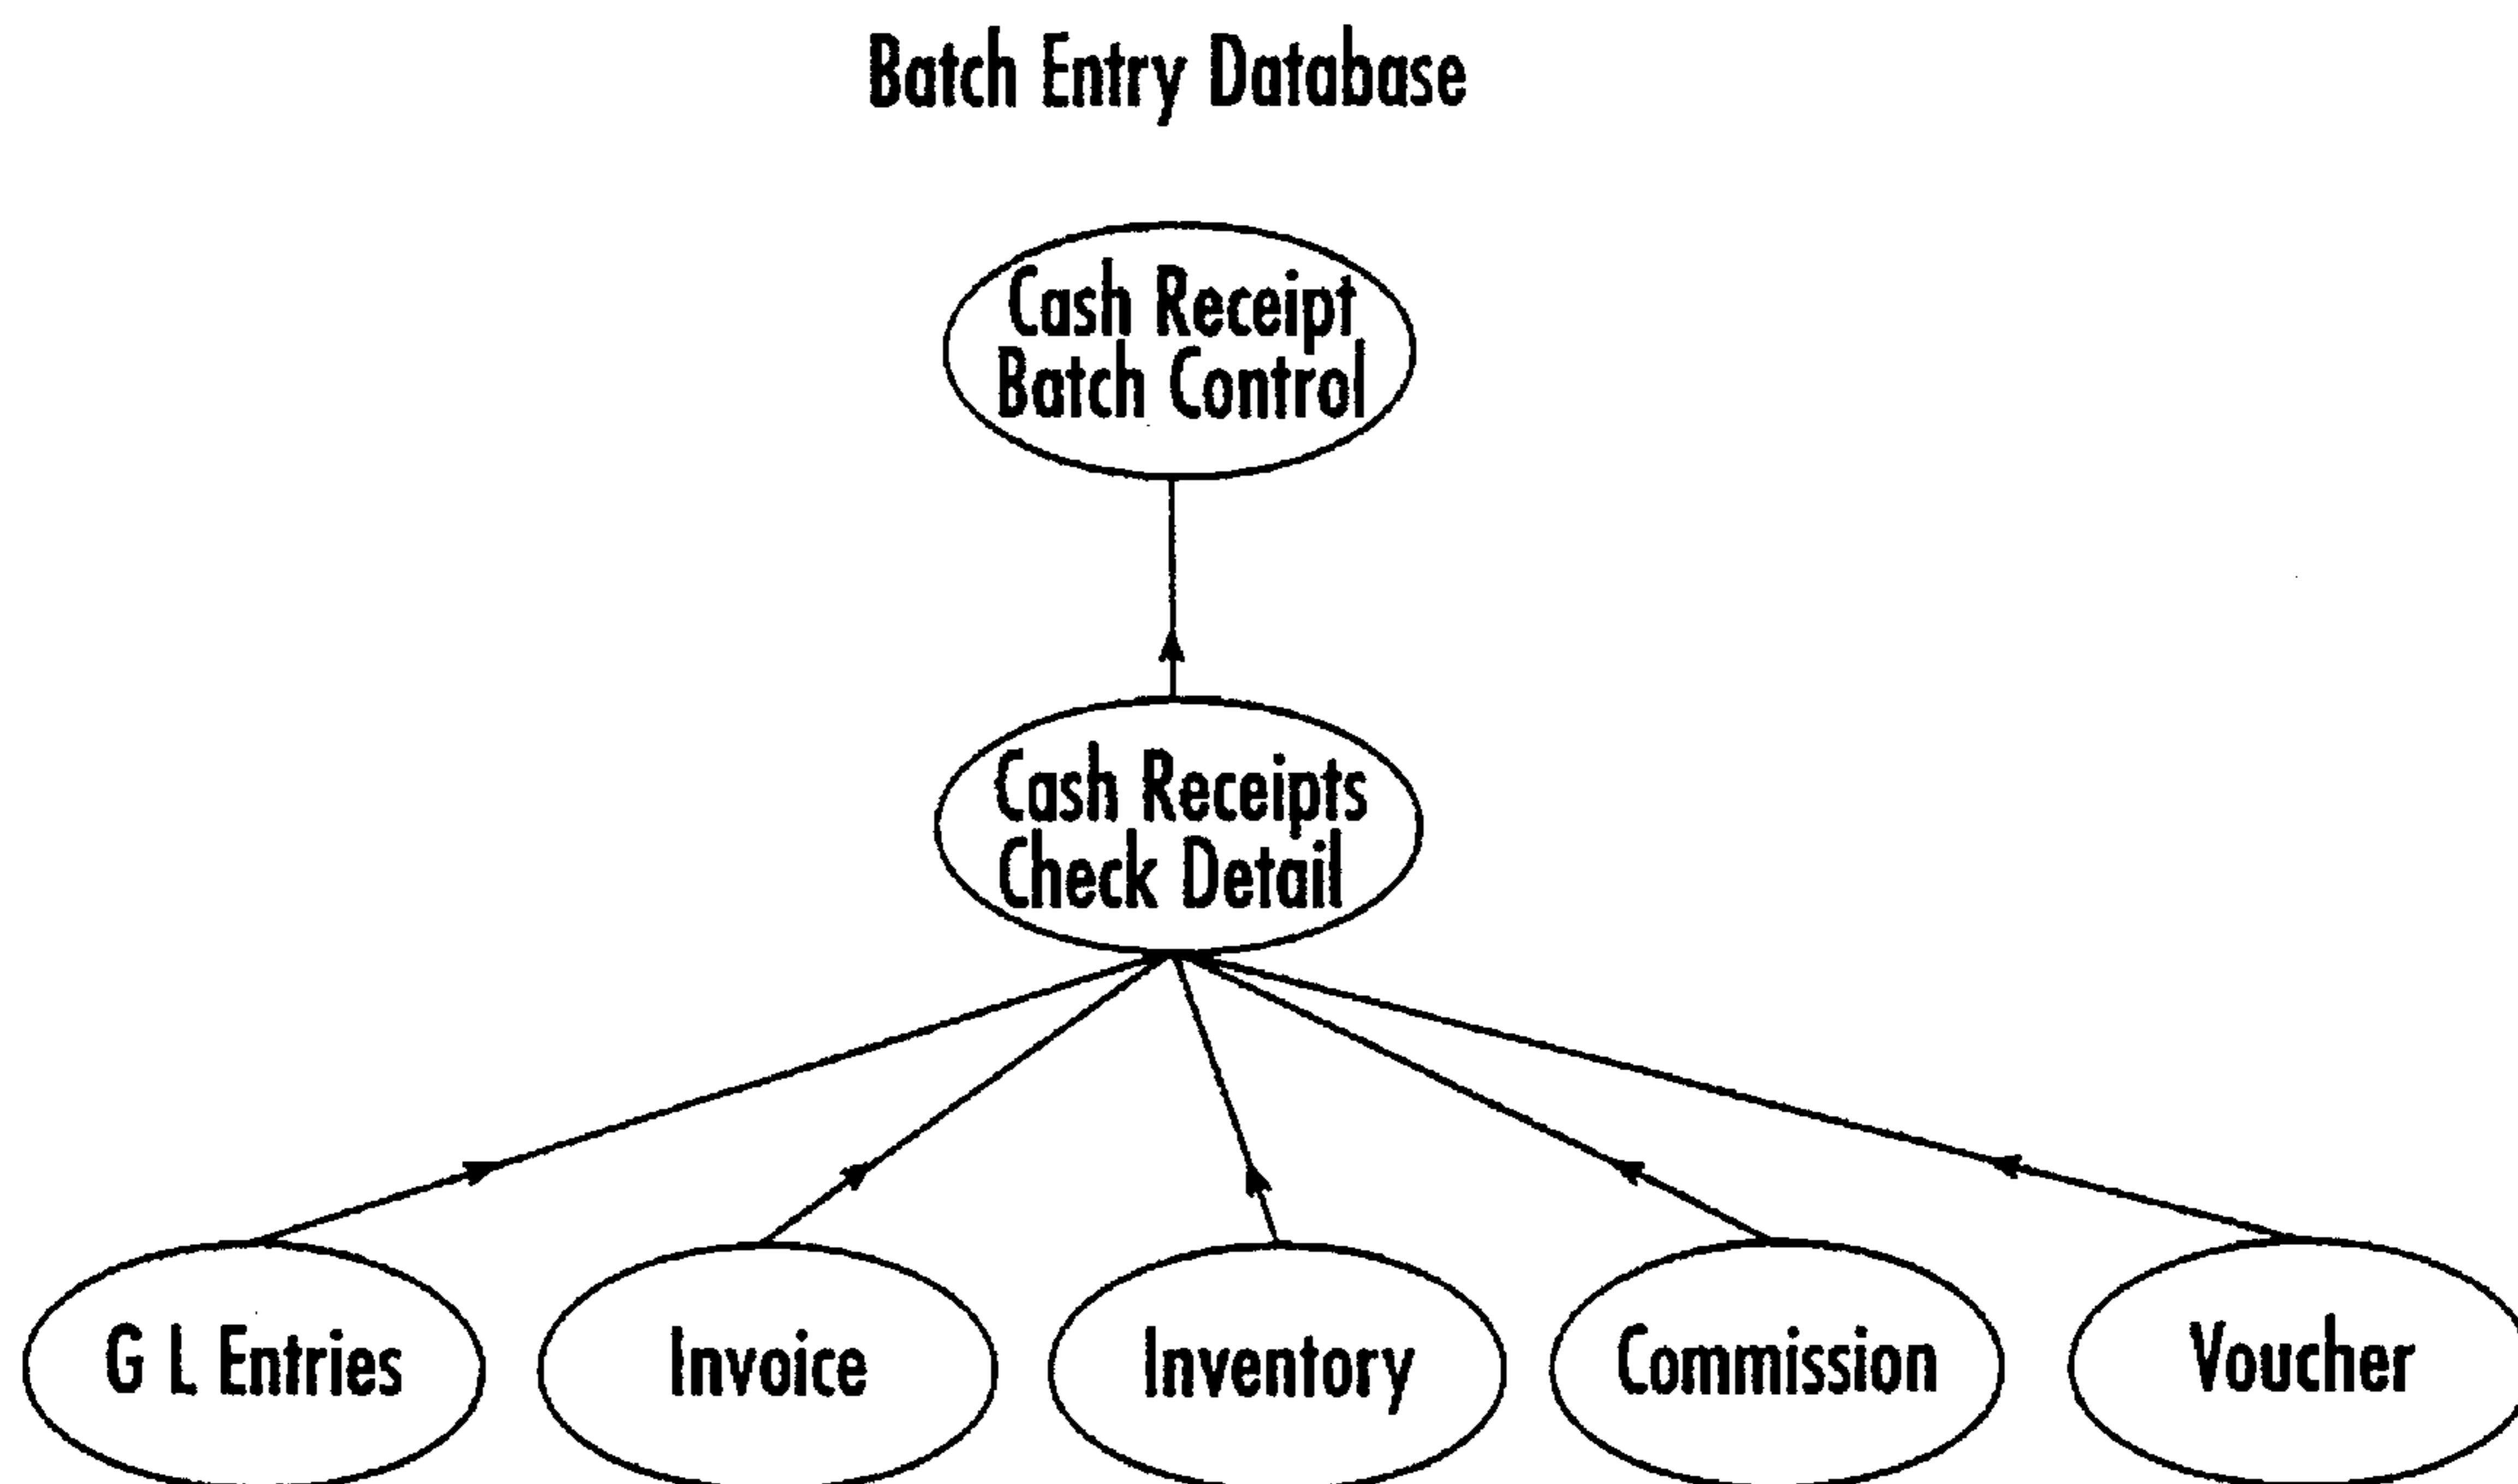 Batch Entry Database
Cash Receipt
Batch Control
Cash Receipts
Check Detail
G L Entries
Invoice
Inventory
Commission
Voucher